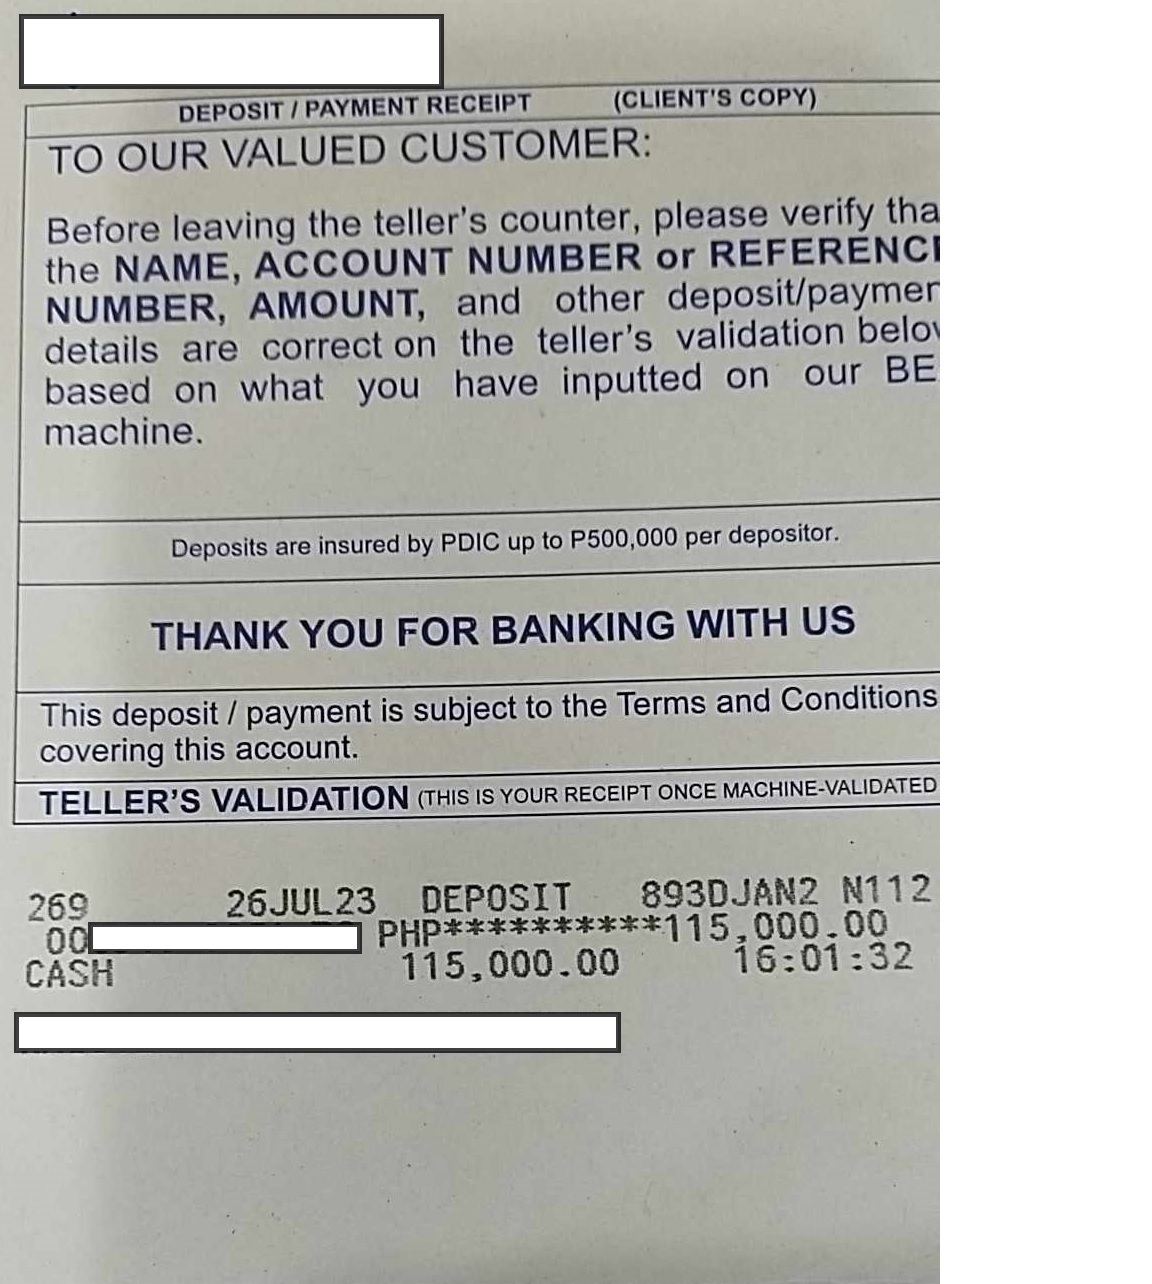 DEPOSIT / PAYMENT RECEIPT (CLIENT'S COPY)
TO OUR VALUED CUSTOMER:
Before leaving the teller's counter, please verify tha
the NAME, ACCOUNT NUMBER or REFERENCE
NUMBER, AMOUNT, and other deposit/paymen
details are correct on the teller's validation below
based on what you have inputted on our BE
machine.
Deposits are insured by PDIC up to P500,000 per depositor.
THANK YOU FOR BANKING WITH US
This deposit / payment is subject to the Terms and Conditions
covering this account.
TELLER'S VALIDATION (THIS IS YOUR RECEIPT ONCE MACHINE-VALIDATED
269 26JUL23 DEPOSIT 893DJAN2 N112
00 PHP**********115,000.00
CASH 115,000.00 16:01:32